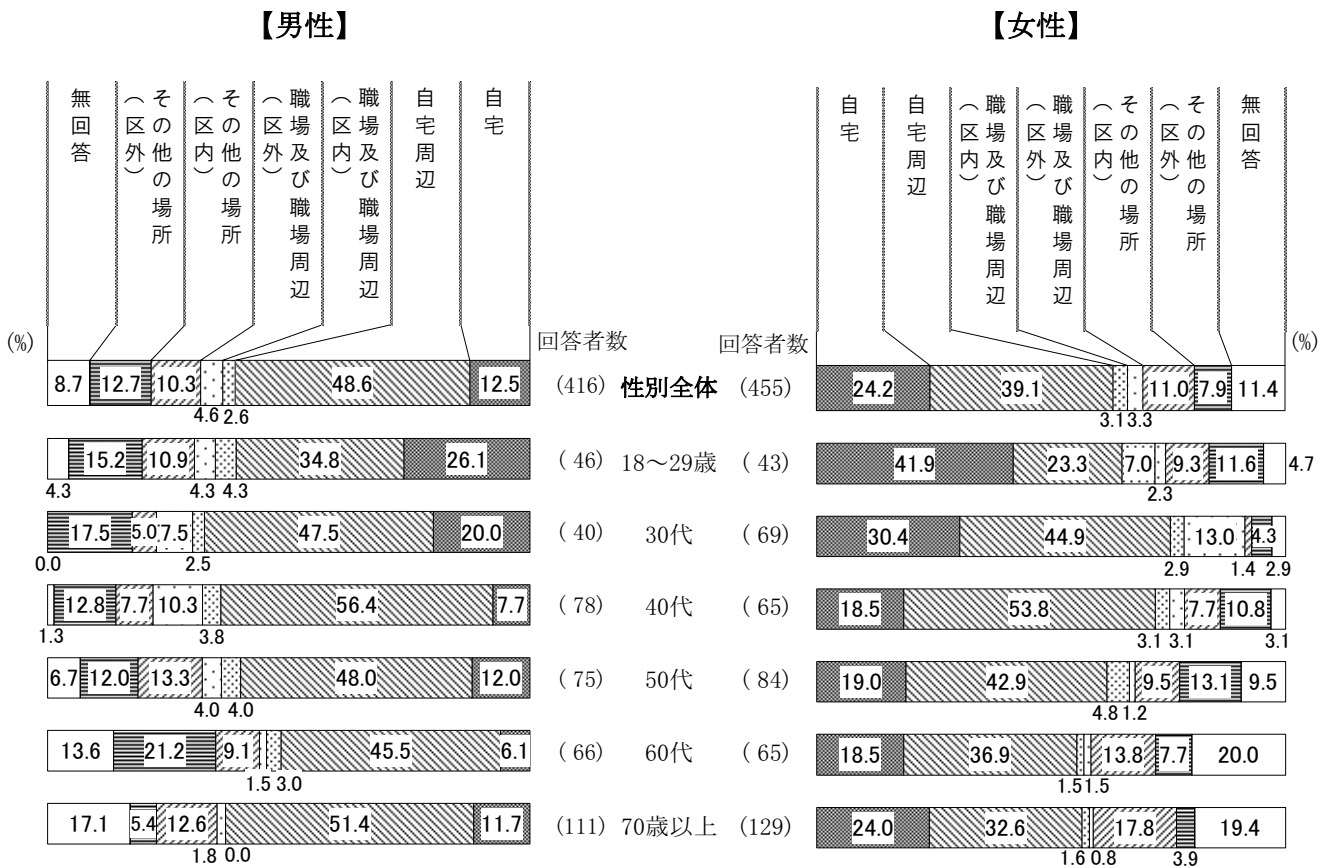 【男性】
【女性】
無回答
その他の場所
(区外)
その他の場所
(区内)
職場及び職場周辺
(区外)
職場及び職場周辺
(区内)
自宅周辺
自宅
自宅
自宅周辺
職場及び職場周辺
(区内)
職場及び職場周辺
(区外)
その他の場所
(区内)
その他の場所
(区外)
無回答
(%) 回答者数 回答者数 (%)
8.7 12.7 10.3 48.6 12.5 (416) 性別全体 (455) 24.2 39.1 11.0 7.9 11.4
4.6 2.6 3.1 3.3
15.2 10.9 34.8 26.1 ( 46) 18～29歳 ( 43) 41.9 23.3 7.0 9.3 11.6 4.7
4.3 4.3 4.3 2.3
17.5 5.0 7.5 47.5 20.0 ( 40) 30代 ( 69) 30.4 44.9 13.0 4.3
0.0 2.5 2.9 1.4 2.9
12.8 7.7 10.3 56.4 7.7 ( 78) 40代 ( 65) 18.5 53.8 7.7 10.8
1.3 3.8 3.1 3.1 3.1
6.7 12.0 13.3 48.0 12.0 ( 75) 50代 ( 84) 19.0 42.9 9.5 13.1 9.5
4.0 4.0 4.8 1.2
13.6 21.2 9.1 45.5 6.1 ( 66) 60代 ( 65) 18.5 36.9 13.8 7.7 20.0
1.5 3.0 1.5 1.5
17.1 5.4 12.6 51.4 11.7 (111) 70歳以上 (129) 24.0 32.6 17.8 19.4
1.8 0.0 1.6 0.8 3.9